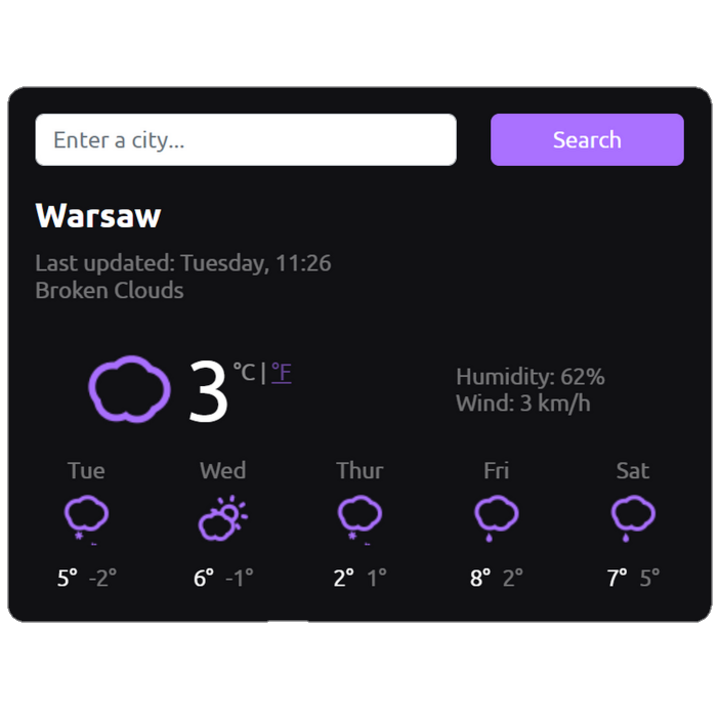 Enter a city...
Search
Warsaw
Last updated: Tuesday, 11:26
Broken Clouds
3 °C | °F
Humidity: 62%
Wind: 3 km/h
Tue Wed Thur Fri Sat
5° -2° 6° -1° 2° 1° 8° 2° 7° 5°